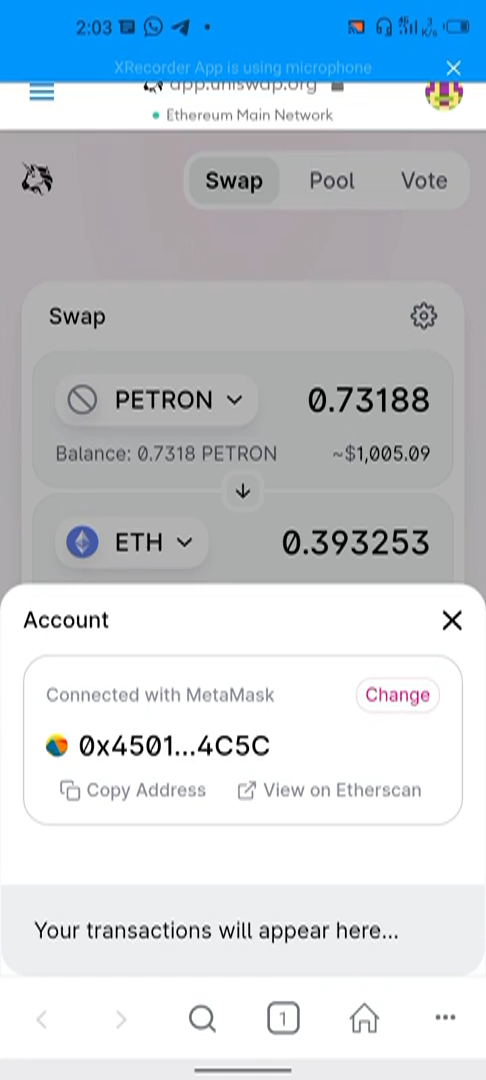 2:03
XRecorder App is using microphone
app.uniswap.org
Ethereum Main Network
Swap Pool Vote
Swap
PETRON 0.73188
Balance: 0.7318 PETRON ~$1,005.09
ETH 0.393253
Account
Connected with MetaMask Change
0x4501...4C5C
Copy Address View on Etherscan
Your transactions will appear here...
1